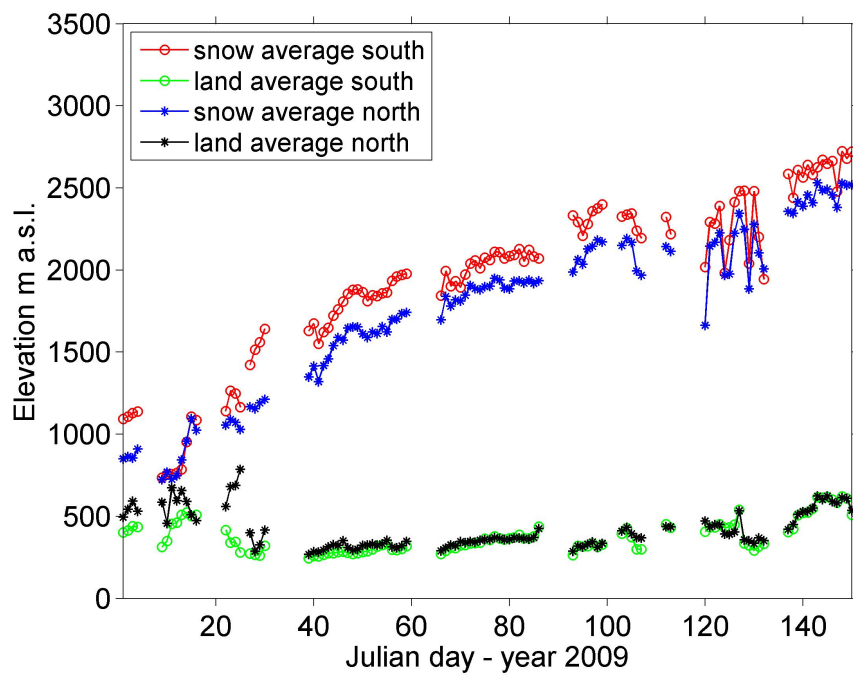 3500
3000
2500
2000
1500
1000
500
0
Elevation m a.s.l.
snow average south
land average south
snow average north
land average north
20
40
60
80
100
120
140
Julian day - year 2009